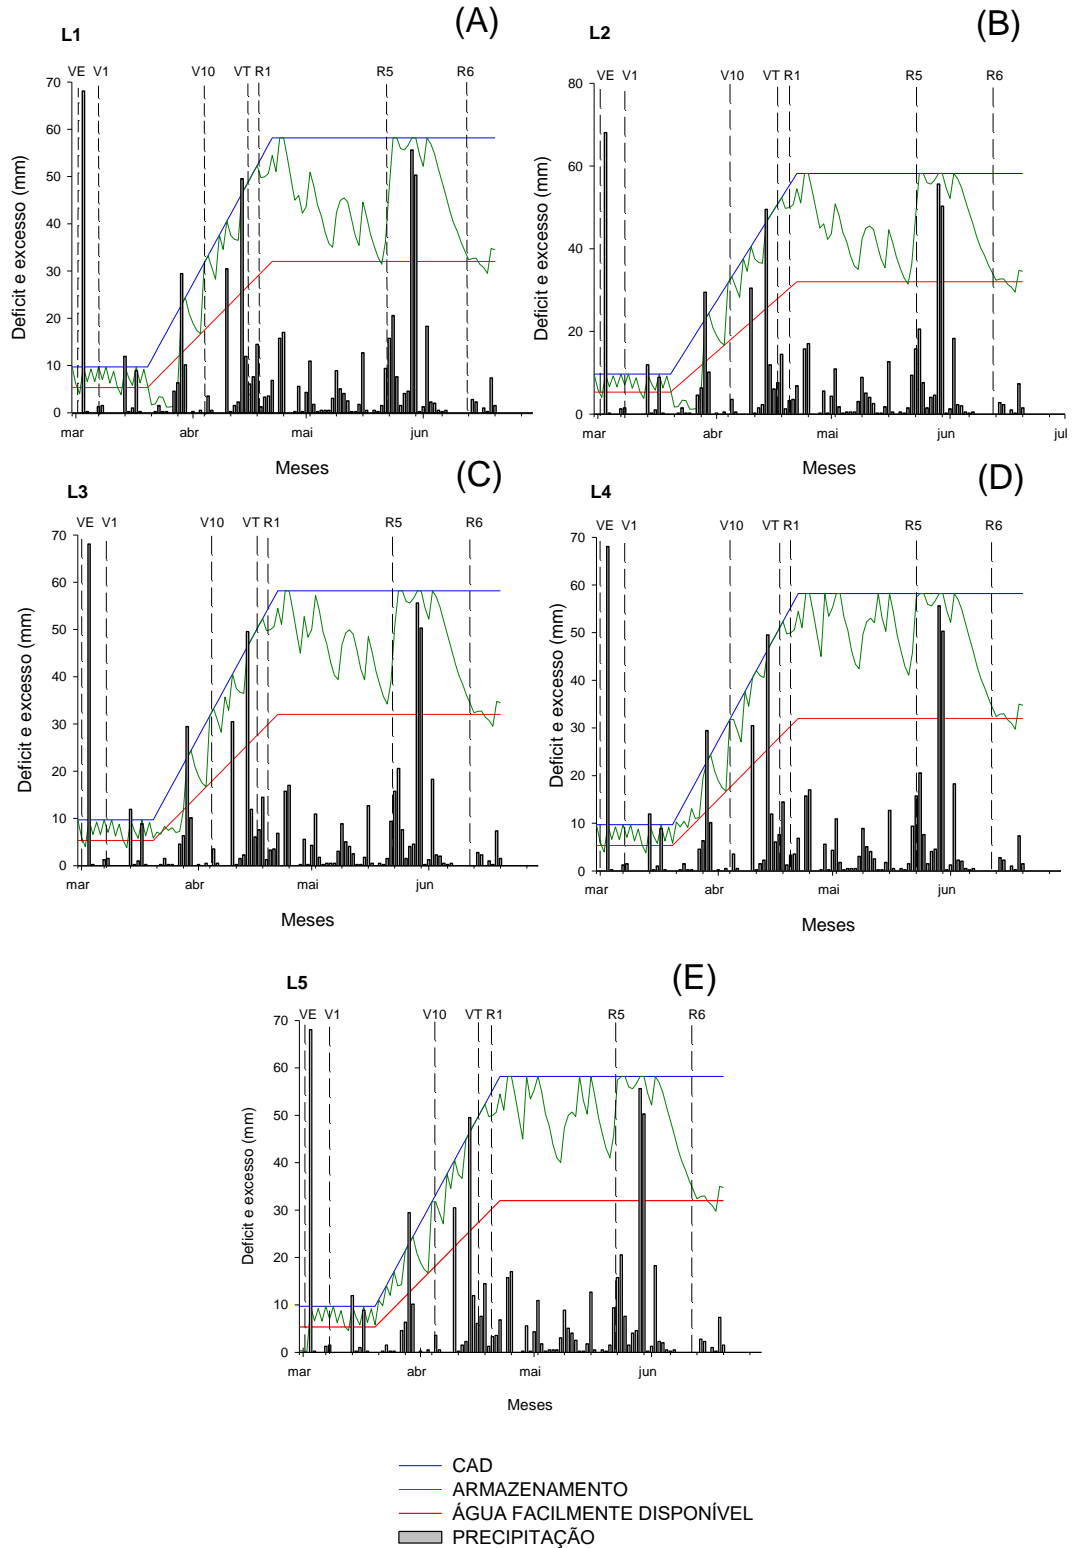 L1
(A)
VE V1 V10 VT R1 R5 R6
70
60
50
40
30
20
10
0
Deficit e excesso (mm)
mar abr mai jun
Meses
L2
(B)
VE V1 V10 VT R1 R5 R6
80
60
40
20
0
Deficit e excesso (mm)
mar abr mai jun jul
Meses
L3
(C)
VE V1 V10 VT R1 R5 R6
70
60
50
40
30
20
10
0
Deficit e excesso (mm)
mar abr mai jun
Meses
L4
(D)
VE V1 V10 VT R1 R5 R6
70
60
50
40
30
20
10
0
Deficit e excesso (mm)
mar abr mai jun
Meses
L5
(E)
VE V1 V10 VT R1 R5 R6
70
60
50
40
30
20
10
0
Deficit e excesso (mm)
mar abr mai jun
Meses
CAD
ARMAZENAMENTO
ÁGUA FACILMENTE DISPONÍVEL
PRECIPITAÇÃO